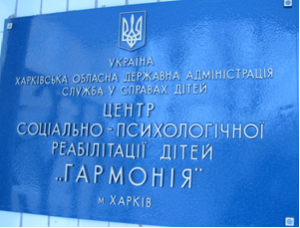 УКРАЇНА
ХАРКІВСЬКА ОБЛАСНА ДЕРЖАВНА АДМІНІСТРАЦІЯ
СЛУЖБА У СПРАВАХ ДІТЕЙ
ЦЕНТР
СОЦІАЛЬНО-ПСИХОЛОГІЧНОЇ
РЕАБІЛІТАЦІЇ ДІТЕЙ
„ГАРМОНІЯ"
м. ХАРКІВ